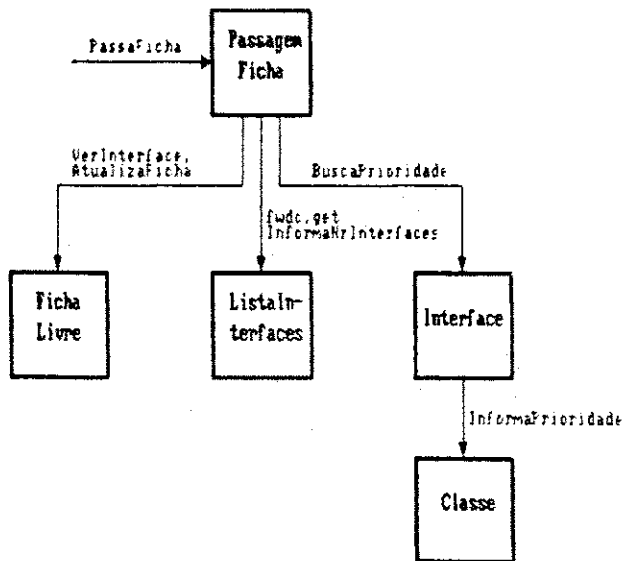 PassaFicha
Passagem
Ficha
VerInterface,
AtualizaFicha
BuscaPrioridade
fwdc.get
InformaNrInterfaces
Ficha
Livre
ListaIn-
terfaces
Interface
InformaPrioridade
Classe